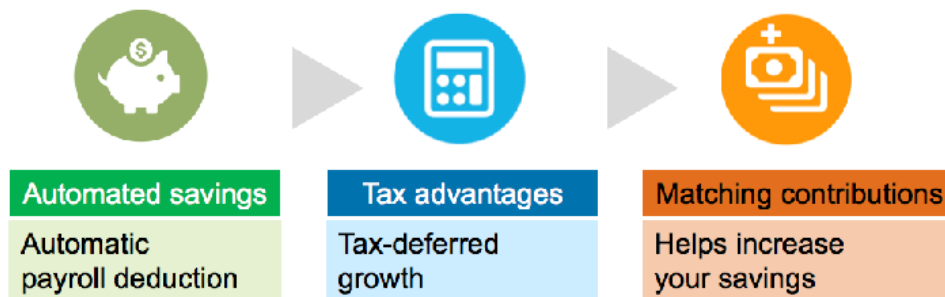 $
Automated savings
Automatic
payroll deduction
Tax advantages
Tax-deferred
growth
Matching contributions
Helps increase
your savings